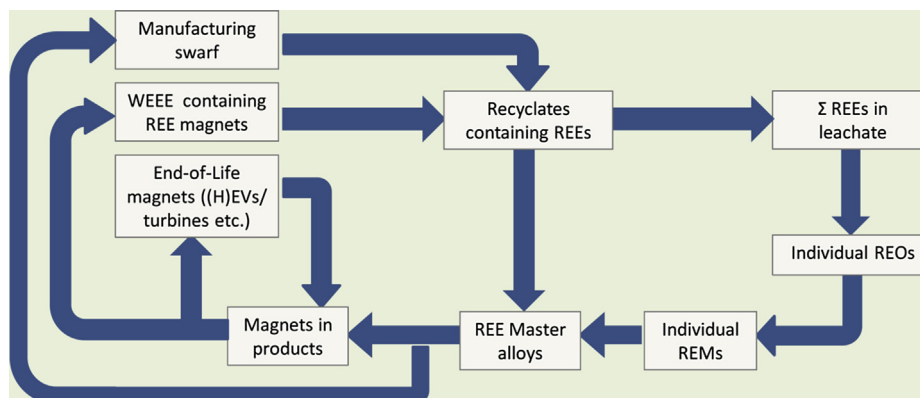 Manufacturing
swarf
WEEE containing
REE magnets
End-of-Life
magnets ((H)EVs/
turbines etc.)
Recyclates
containing REEs
Σ REEs in
leachate
Individual REOs
Magnets in
products
REE Master
alloys
Individual
REMs